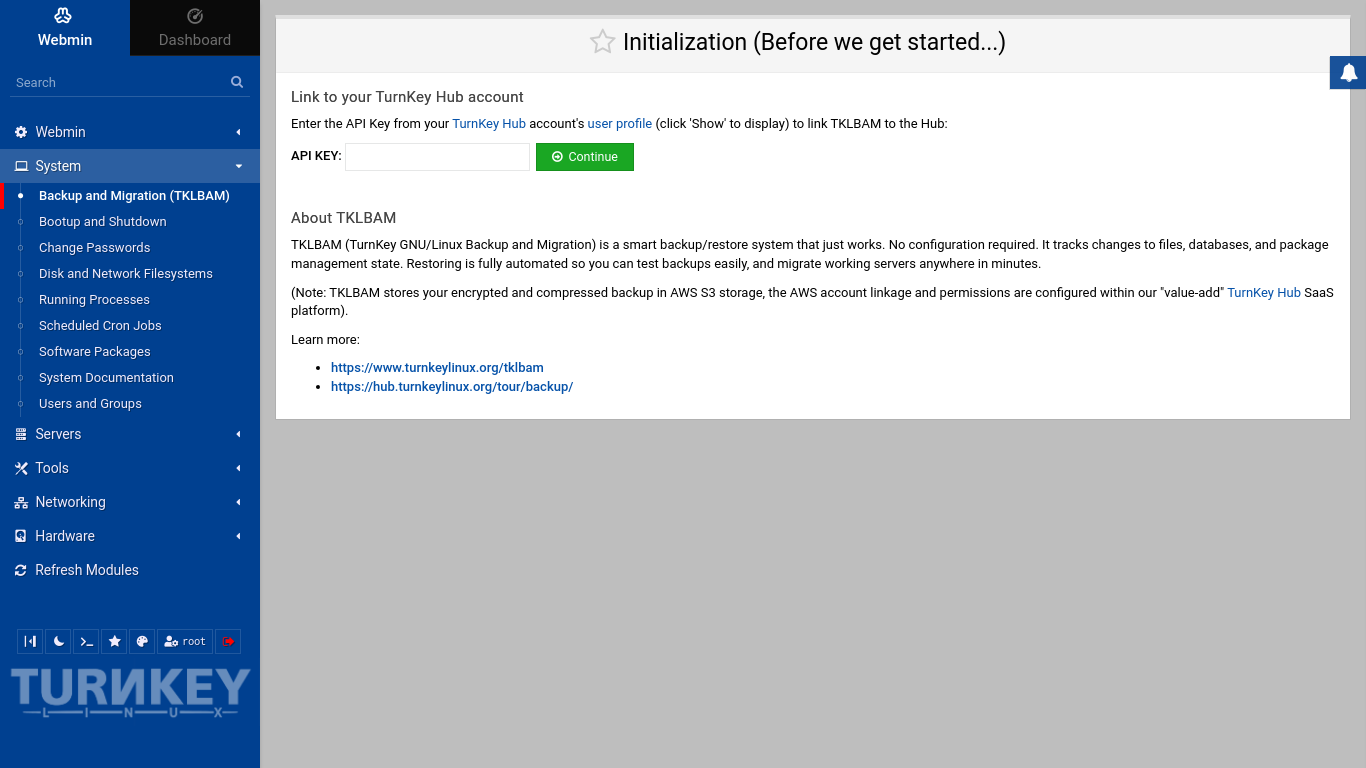 Webmin
Dashboard
Search
Webmin
System
Backup and Migration (TKLBAM)
Bootup and Shutdown
Change Passwords
Disk and Network Filesystems
Running Processes
Scheduled Cron Jobs
Software Packages
System Documentation
Users and Groups
Servers
Tools
Networking
Hardware
Refresh Modules
root
TURNKEY
LINUX
Initialization (Before we get started...)
Link to your TurnKey Hub account
Enter the API Key from your TurnKey Hub account's user profile (click 'Show' to display) to link TKLBAM to the Hub:
API KEY:
Continue
About TKLBAM
TKLBAM (TurnKey GNU/Linux Backup and Migration) is a smart backup/restore system that just works. No configuration required. It tracks changes to files, databases, and package
management state. Restoring is fully automated so you can test backups easily, and migrate working servers anywhere in minutes.
(Note: TKLBAM stores your encrypted and compressed backup in AWS S3 storage, the AWS account linkage and permissions are configured within our "value-add" TurnKey Hub SaaS
platform).
Learn more:
https://www.turnkeylinux.org/tklbam
https://hub.turnkeylinux.org/tour/backup/